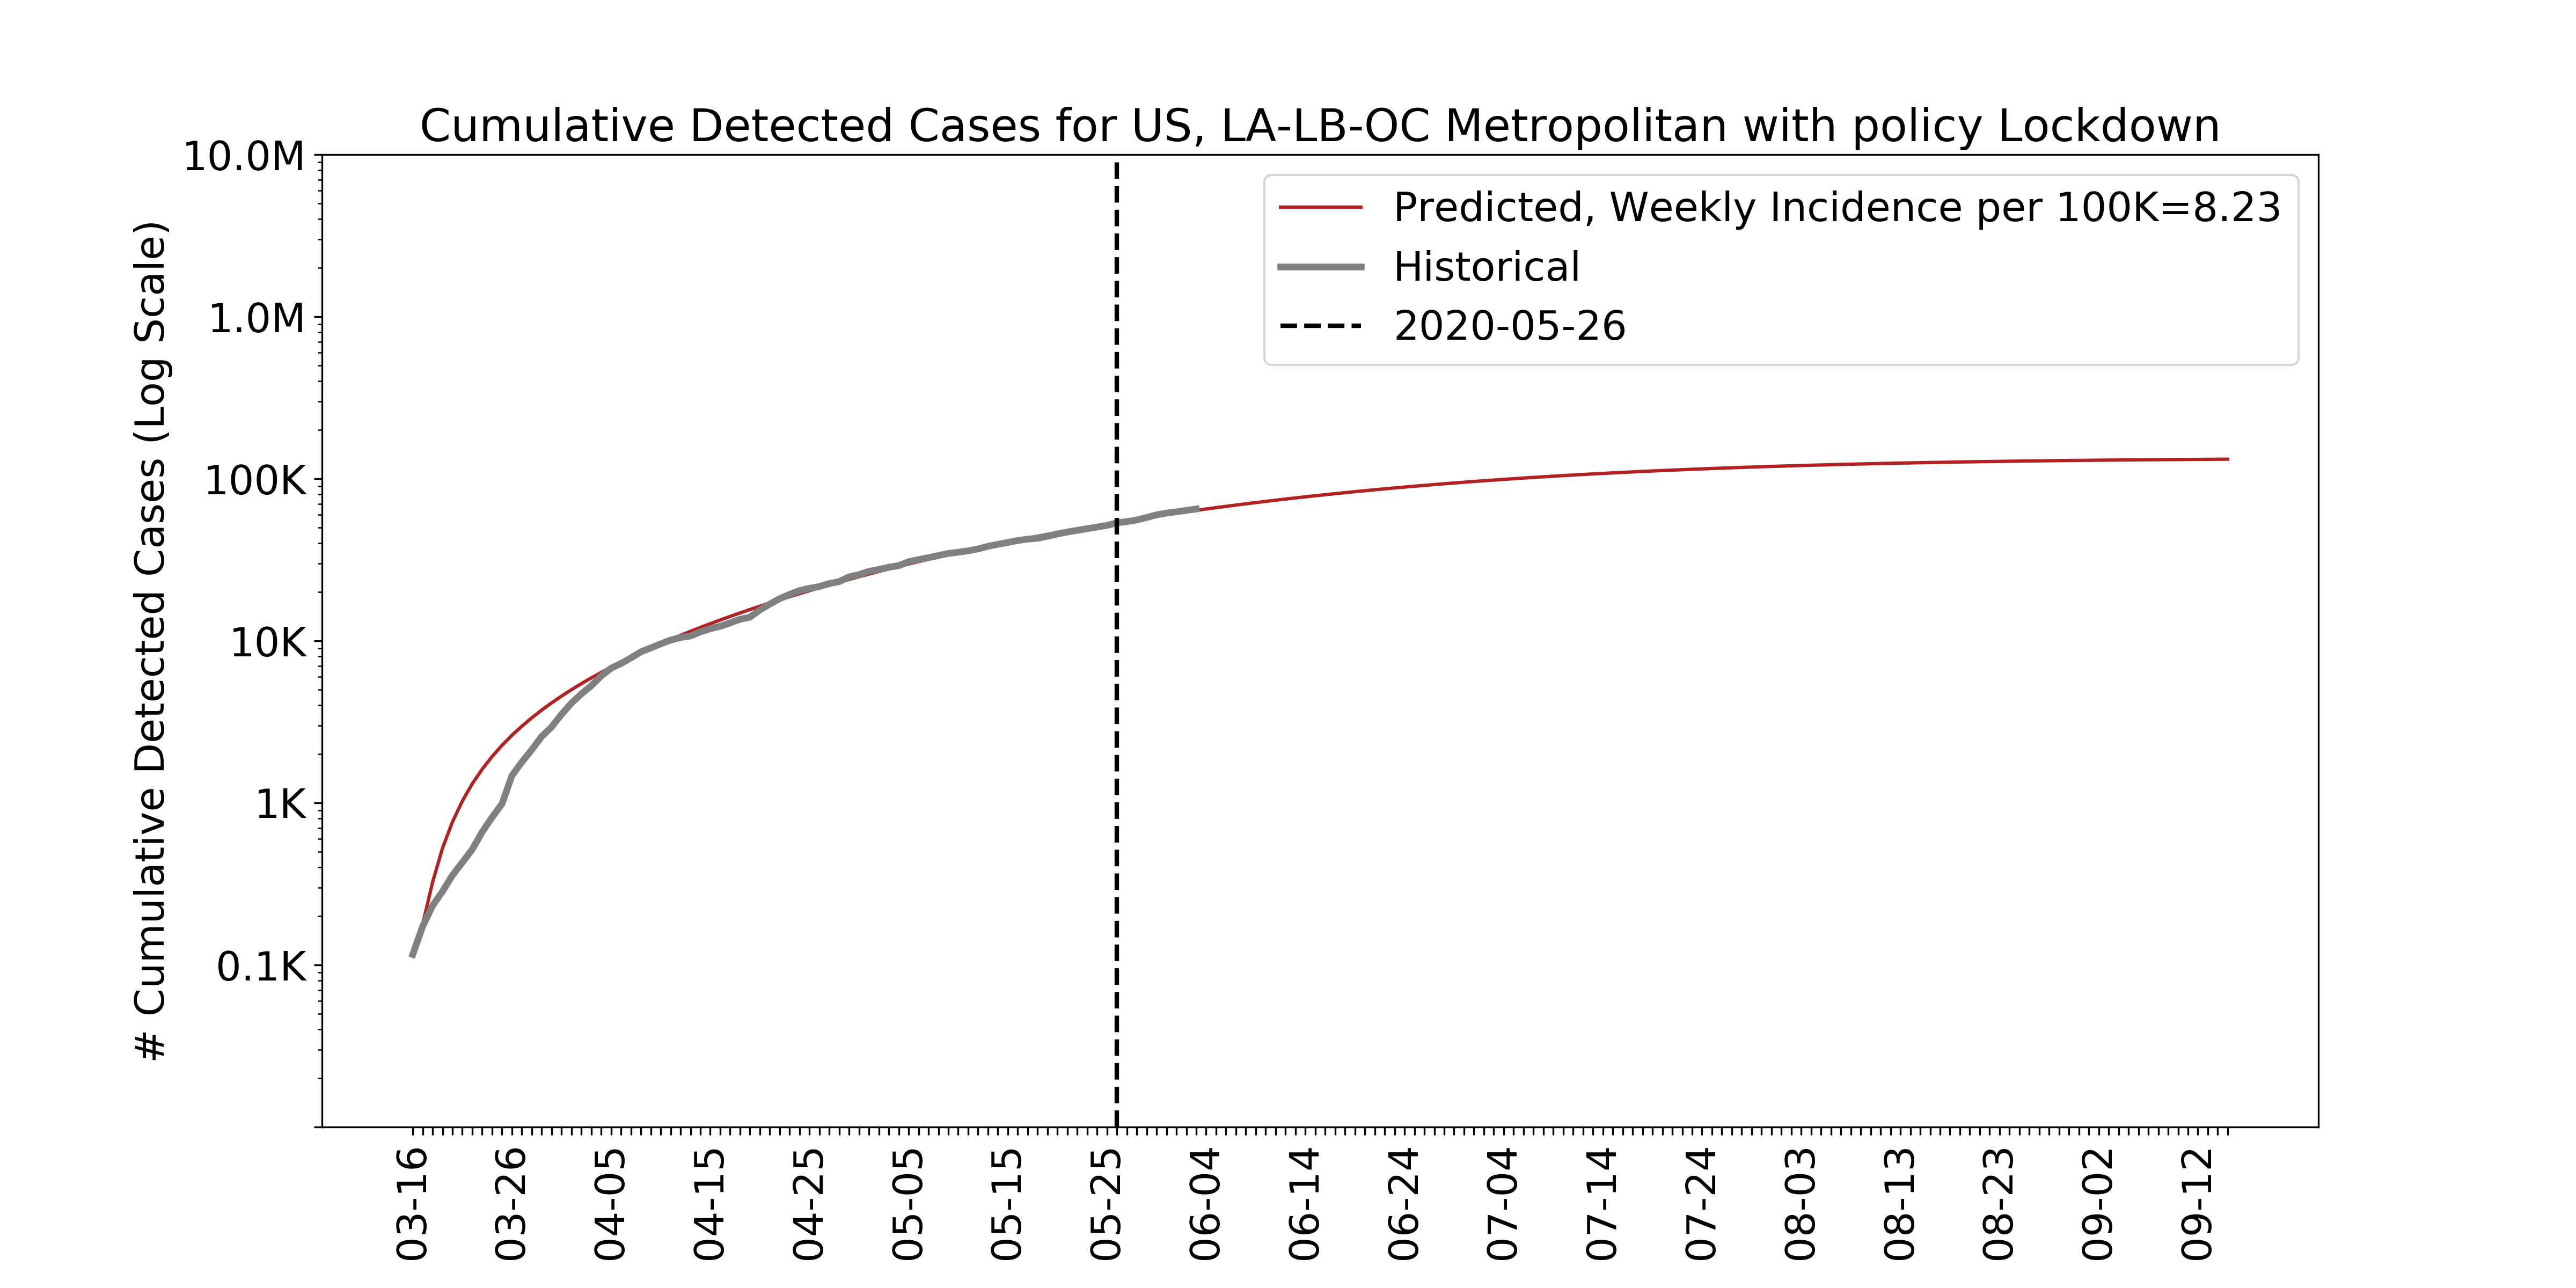 Cumulative Detected Cases for US, LA-LB-OC Metropolitan with policy Lockdown
# Cumulative Detected Cases (Log Scale)
10.0M
1.0M
100K
10K
1K
0.1K
Predicted, Weekly Incidence per 100K=8.23
Historical
2020-05-26
03-16
03-26
04-05
04-15
04-25
05-05
05-15
05-25
06-04
06-14
06-24
07-04
07-14
07-24
08-03
08-13
08-23
09-02
09-12